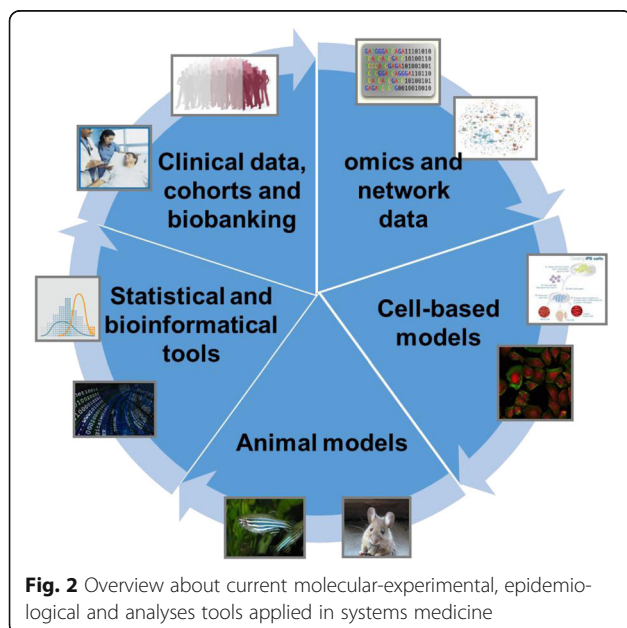 Clinical data,
cohorts and
biobanking
omics and
network
data
Statistical and
bioinformatical
tools
Cell-based
models
Animal models
Fig. 2 Overview about current molecular-experimental, epidemio-
logical and analyses tools applied in systems medicine